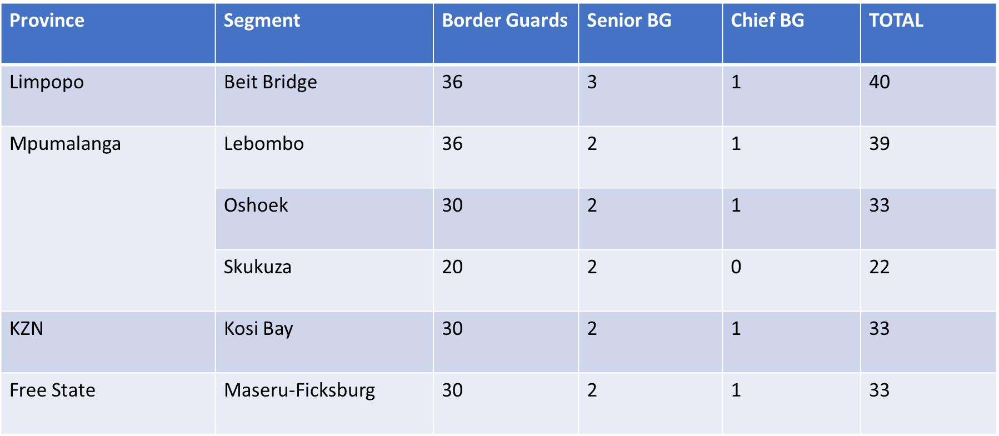 Province Segment Border Guards Senior BG Chief BG TOTAL
Limpopo Beit Bridge 36 3 1 40
Mpumalanga Lebombo 36 2 1 39
Oshoek 30 2 1 33
Skukuza 20 2 0 22
KZN Kosi Bay 30 2 1 33
Free State Maseru-Ficksburg 30 2 1 33